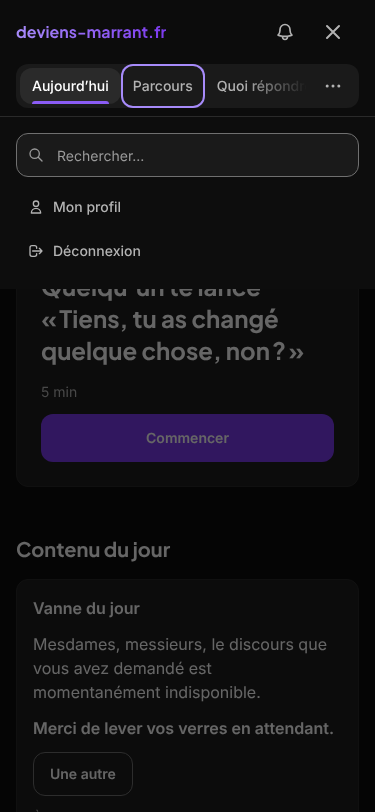 deviens-marrant.fr
Aujourd'hui
Parcours
Quoi répond
Rechercher...
Mon profil
Déconnexion
Quelqu'un te lance
« Tiens, tu as changé
quelque chose, non ? »
5 min
Commencer
Contenu du jour
Vanne du jour
Mesdames, messieurs, le discours que
vous avez demandé est
momentanément indisponible.
Merci de lever vos verres en attendant.
Une autre